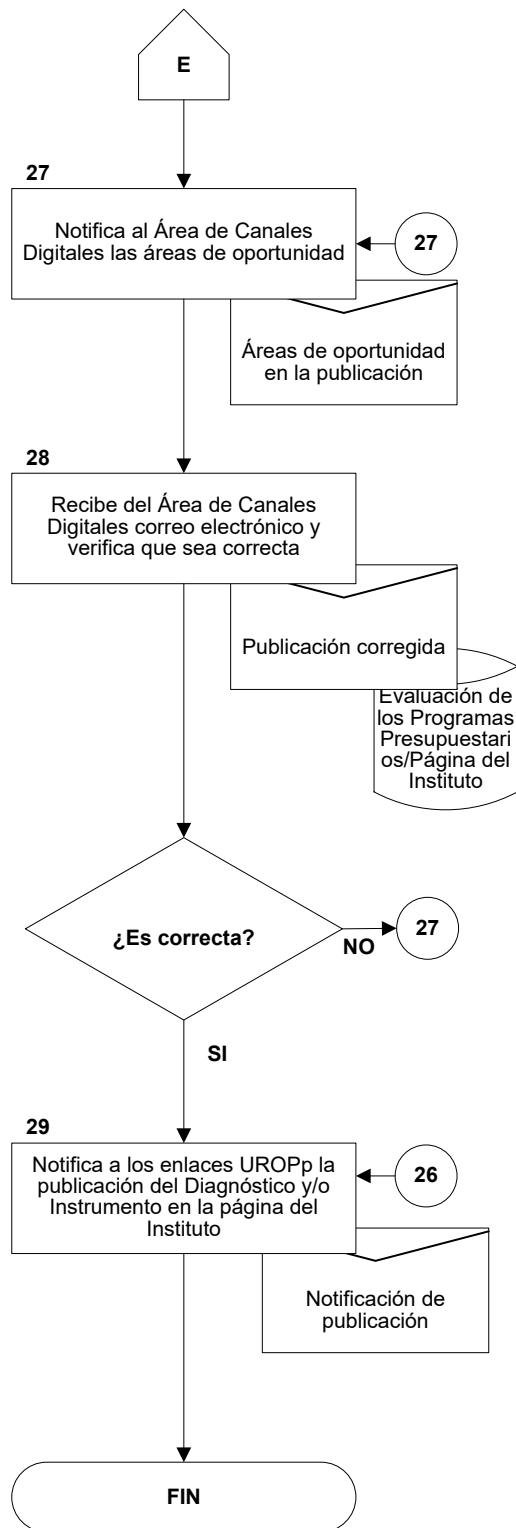 E
27
Notifica al Área de Canales
Digitales las áreas de oportunidad
27
Áreas de oportunidad
en la publicación
28
Recibe del Área de Canales
Digitales correo electrónico y
verifica que sea correcta
Publicación corregida
Evaluación de
los Programas
Presupuestari
os/Página del
Instituto
¿Es correcta?
NO
27
SI
29
Notifica a los enlaces UROPp la
publicación del Diagnóstico y/o
Instrumento en la página del
Instituto
26
Notificación de
publicación
FIN